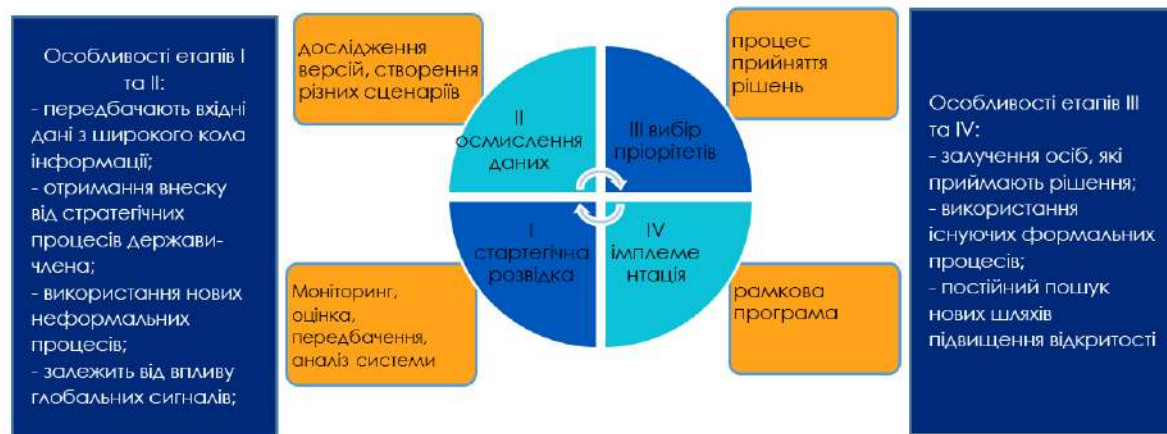 Особливості етапів І
та ІІ:
- передбачають вхідні
дані з широкого кола
інформації;
- отримання внеску
від стратегічних
процесів держави-
члена;
- використання нових
неформальних
процесів;
- залежить від впливу
глобальних сигналів;
дослідження
версій, створення
різних сценаріїв
ІІ
осмислення
даних
ІІІ вибір
пріорітетів
процес
прийняття
рішень
Моніторинг,
оцінка,
передбачення,
аналіз системи
І
стартегічна
розвідка
IV
імплеме
нтація
рамкова
програма
Особливості етапів ІІІ
та IV:
- залучення осіб, які
приймають рішення;
- використання
існуючих формальних
процесів;
- постійний пошук
нових шляхів
підвищення відкритості